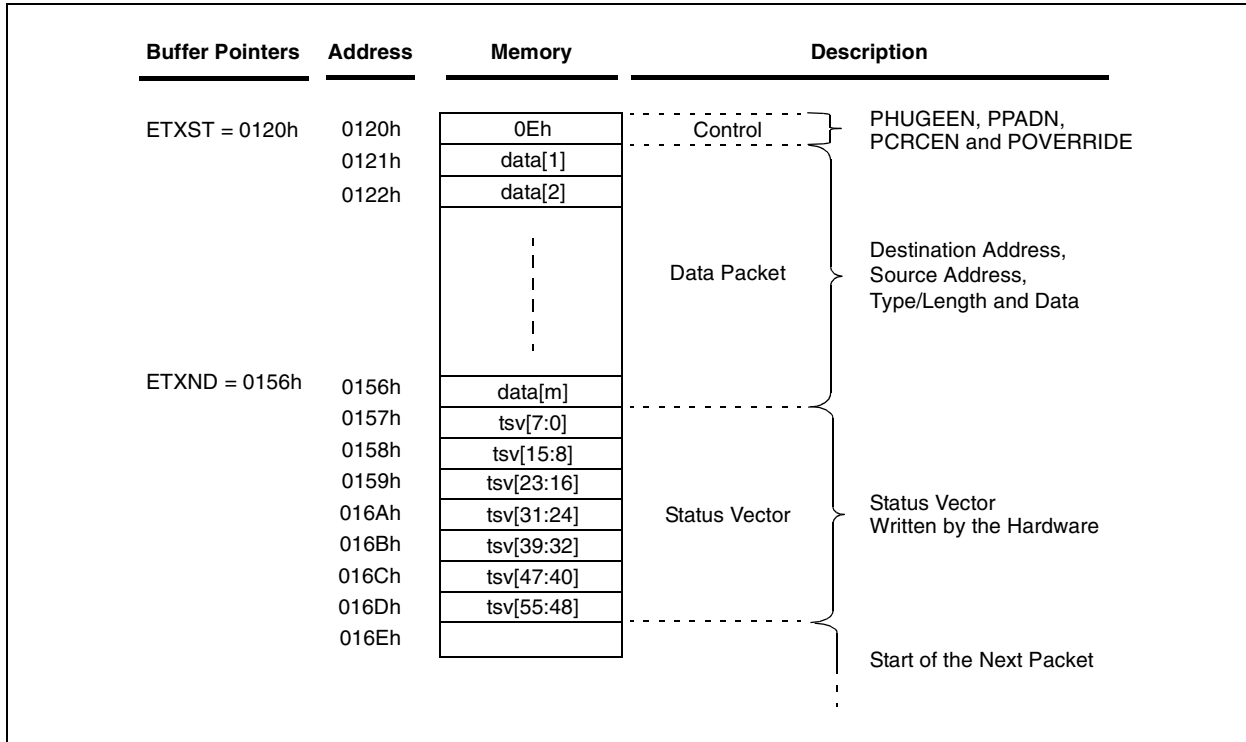 Buffer Pointers Address Memory Description
ETXST = 0120h 0120h 0Eh Control PHUGEEN, PPADN,
PCRCEN and POVERRIDE
0121h data[1]
0122h data[2]
Data Packet Destination Address,
Source Address,
Type/Length and Data
ETXND = 0156h 0156h data[m]
0157h tsv[7:0]
0158h tsv[15:8]
0159h tsv[23:16]
016Ah tsv[31:24] Status Vector Status Vector
Written by the Hardware
016Bh tsv[39:32]
016Ch tsv[47:40]
016Dh tsv[55:48]
016Eh
Start of the Next Packet